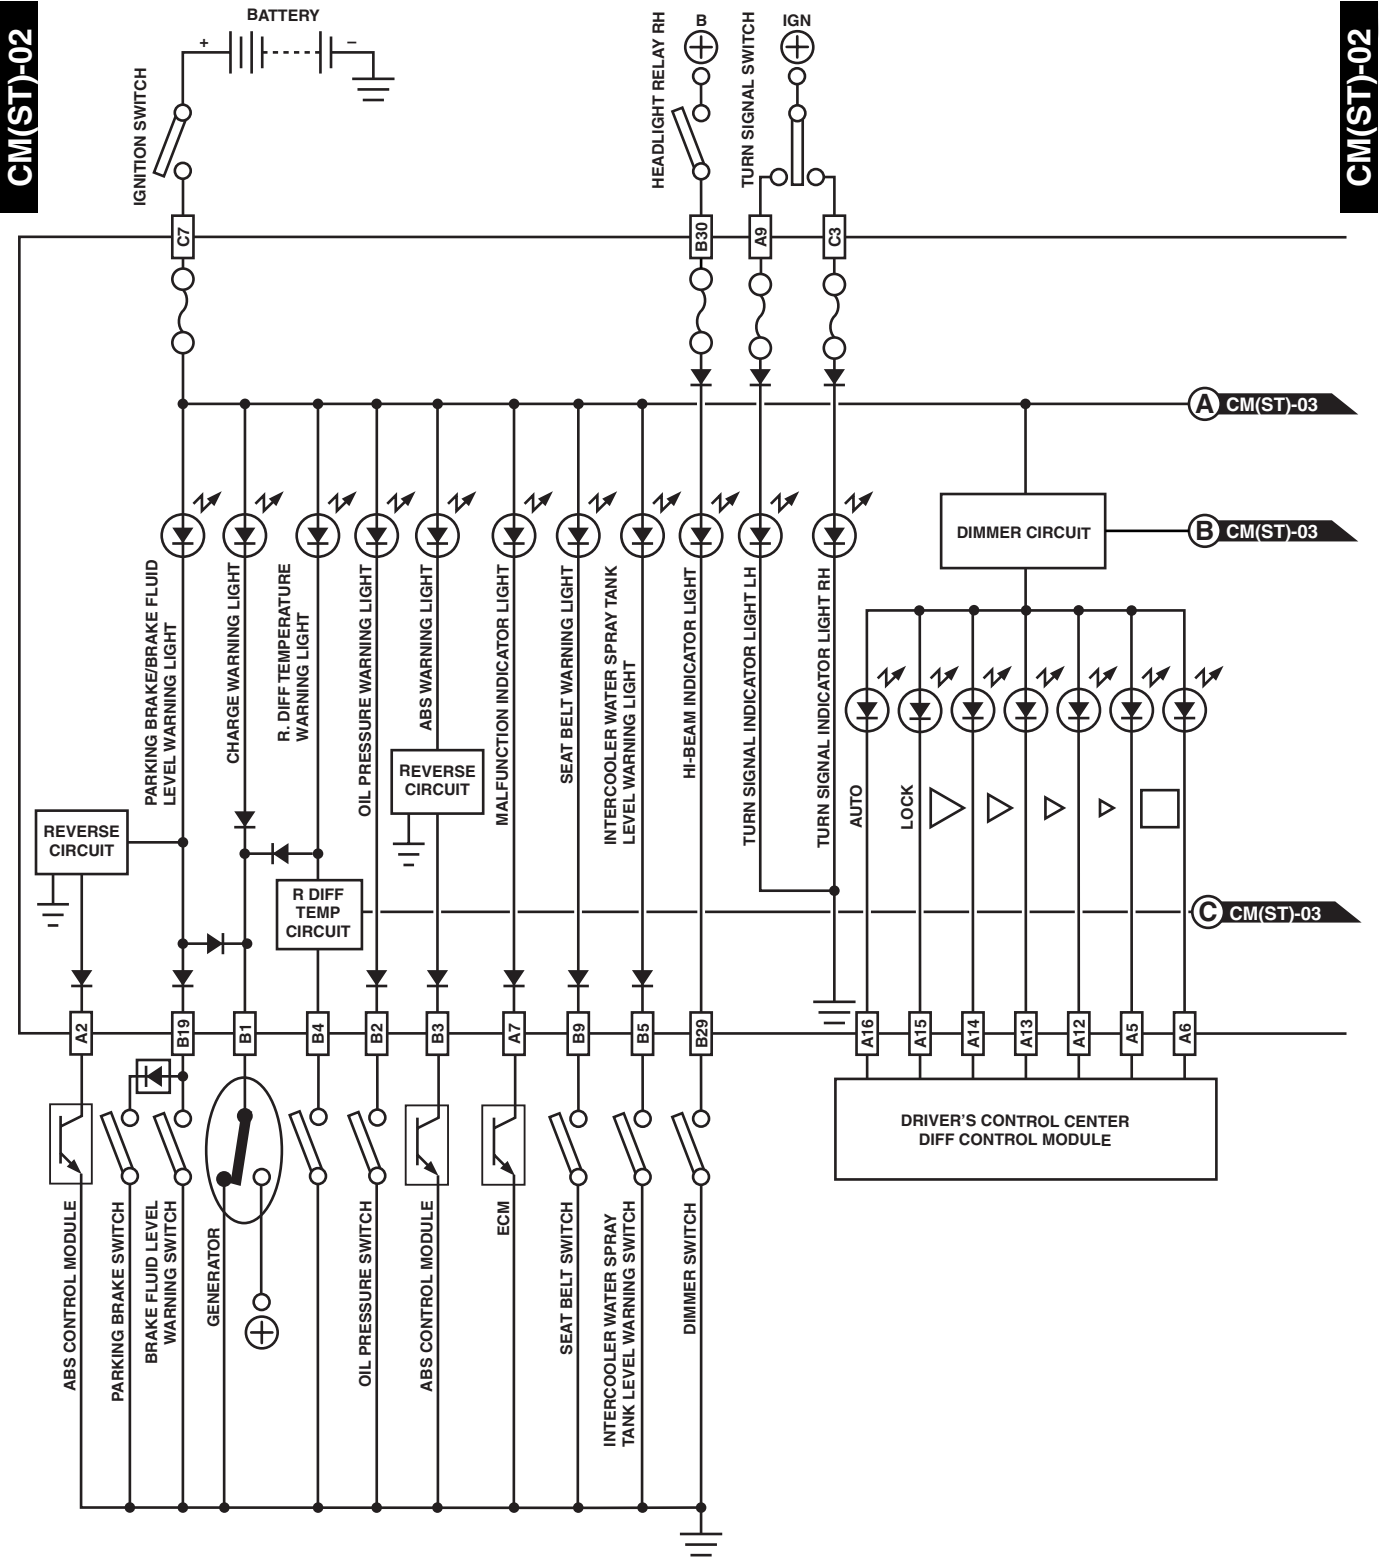 CM(ST)-02
CM(ST)-02
BATTERY
+
–
IGNITION SWITCH
HEADLIGHT RELAY RH
B
TURN SIGNAL SWITCH
IGN
C7
B30
A9
C3
A CM(ST)-03
DIMMER CIRCUIT
B CM(ST)-03
PARKING BRAKE/BRAKE FLUID
LEVEL WARNING LIGHT
CHARGE WARNING LIGHT
R. DIFF TEMPERATURE
WARNING LIGHT
OIL PRESSURE WARNING LIGHT
ABS WARNING LIGHT
MALFUNCTION INDICATOR LIGHT
SEAT BELT WARNING LIGHT
INTERCOOLER WATER SPRAY TANK
LEVEL WARNING LIGHT
HI-BEAM INDICATOR LIGHT
TURN SIGNAL INDICATOR LIGHT LH
TURN SIGNAL INDICATOR LIGHT RH
AUTO
LOCK
REVERSE
CIRCUIT
REVERSE
CIRCUIT
R DIFF
TEMP
CIRCUIT
C CM(ST)-03
A2
B19
B1
B4
B2
B3
A7
B9
B5
B29
A16
A15
A14
A13
A12
A5
A6
DRIVER'S CONTROL CENTER
DIFF CONTROL MODULE
ABS CONTROL MODULE
PARKING BRAKE SWITCH
BRAKE FLUID LEVEL
WARNING SWITCH
GENERATOR
OIL PRESSURE SWITCH
ABS CONTROL MODULE
ECM
SEAT BELT SWITCH
INTERCOOLER WATER SPRAY
TANK LEVEL WARNING SWITCH
DIMMER SWITCH